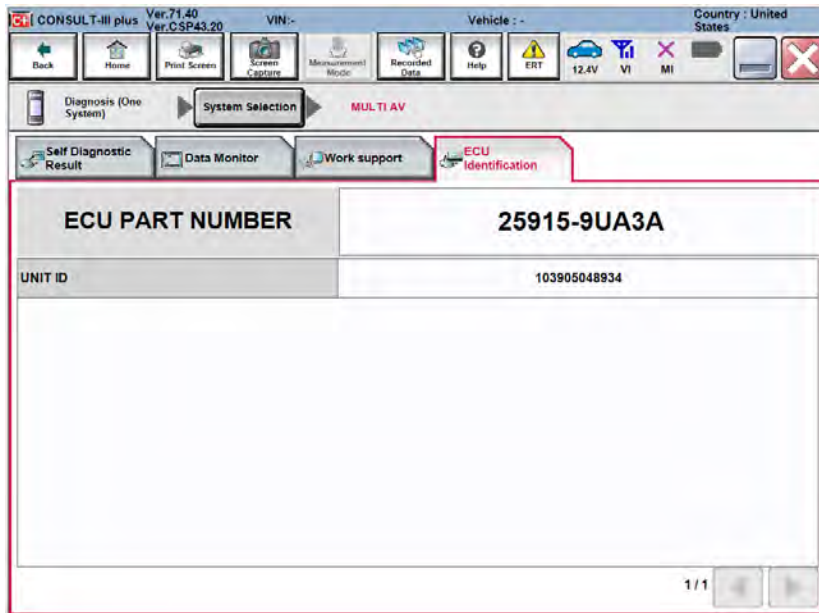 C+ CONSULT-III plus Ver.71.40 VIN:- Vehicle : - Country : United
Ver.CSP43.20 States
Back Home Print Screen Screen Capture Measurement Mode Recorded Data Help ERT 12.4V VI MI
Diagnosis (One System) System Selection MULTI AV
Self Diagnostic Result Data Monitor Work support ECU Identification
ECU PART NUMBER 25915-9UA3A
UNIT ID 103905048934
1/1